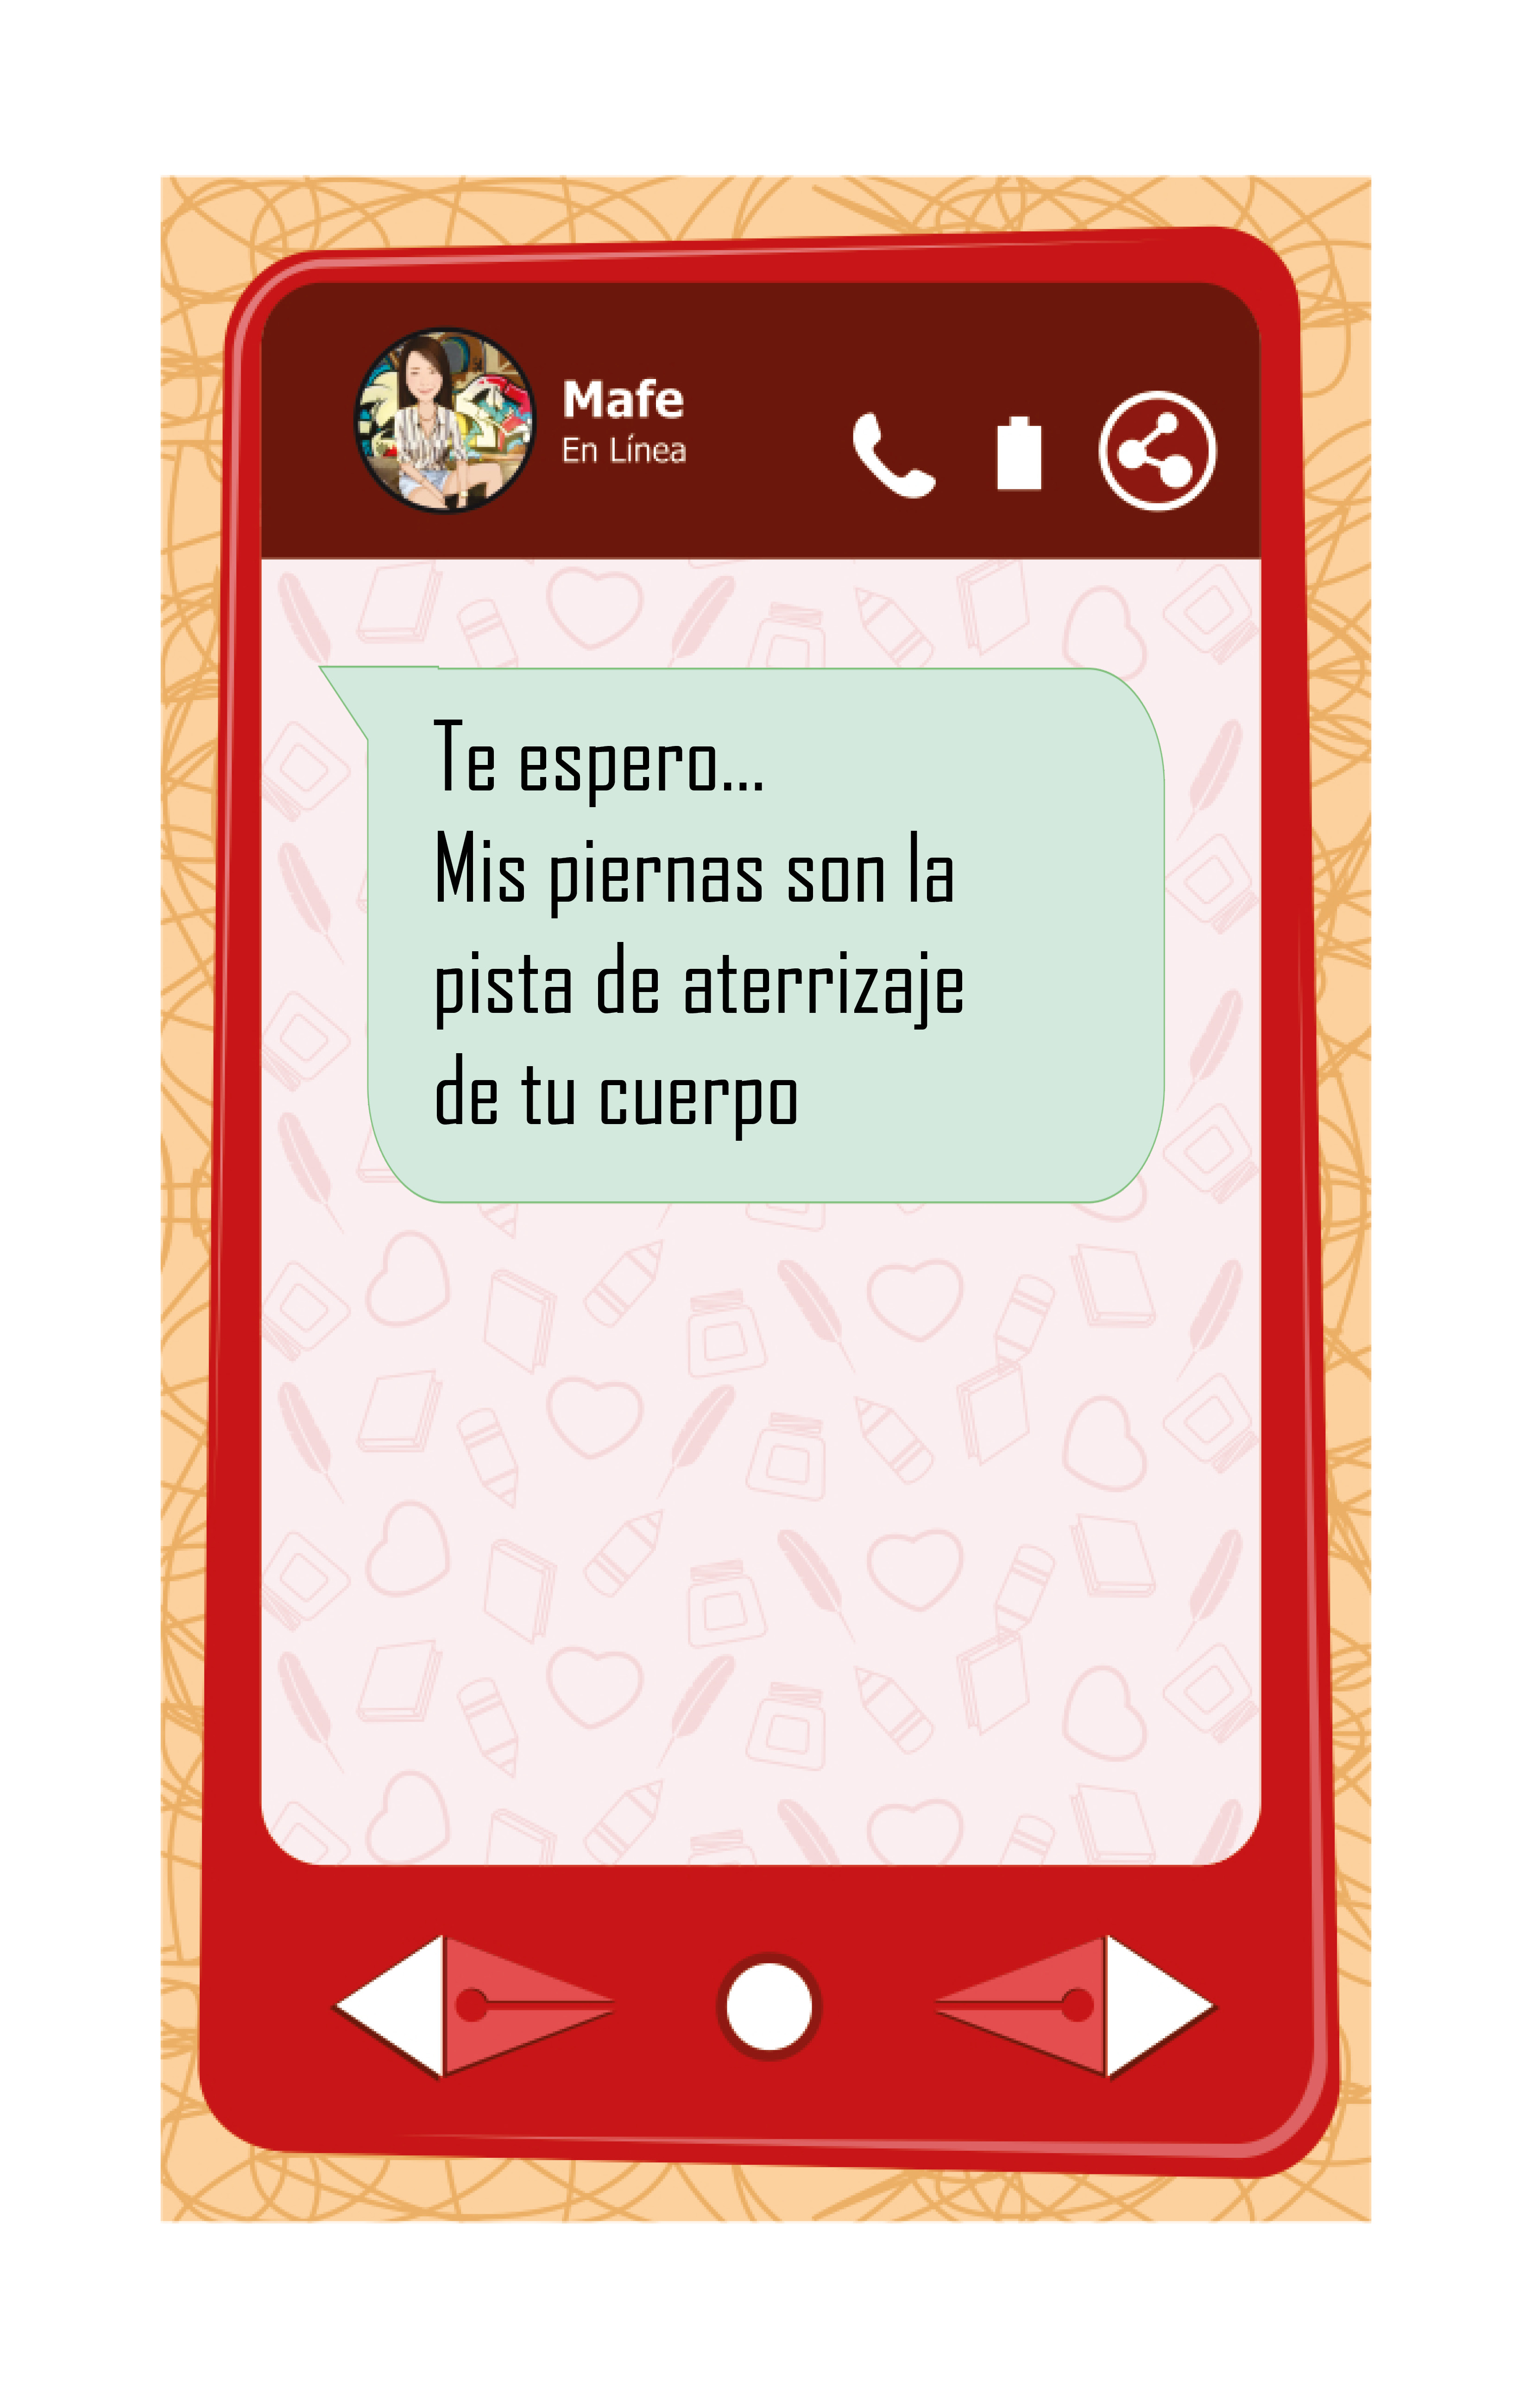 Mafe
En Línea
Te espero...
Mis piernas son la
pista de aterrizaje
de tu cuerpo